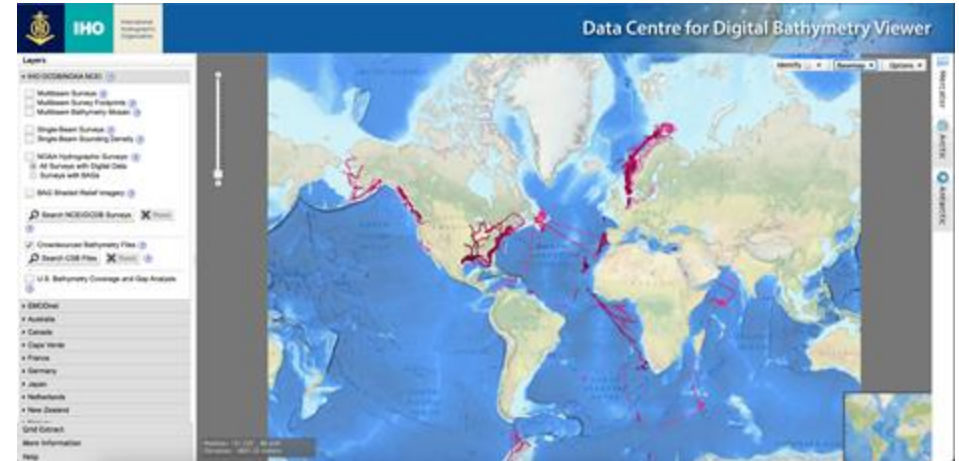 IHO
International
Hydrographic
Organization
Data Centre for Digital Bathymetry Viewer
Layers
IHO DCDB/NOAA NCEI
Multibeam Surveys
Multibeam Survey Footprints
Multibeam Bathymetry Mosaic
Single-Beam Surveys
Single-Beam Sounding Density
NOAA Hydrographic Surveys
All Surveys with Digital Data
Surveys with BAGs
BAG Shaded Relief Imagery
Search NCEI/DCDB Surveys Reset
Crowdsourced Bathymetry Files
Search CSB Files Reset
U.S. Bathymetry Coverage and Gap Analysis
EMODnet
Australia
Canada
Cape Verde
France
Germany
Japan
Netherlands
New Zealand
Grid Extract
More Information
Help
Identify
Basemap
Options
Mercator
Arctic
Antarctic